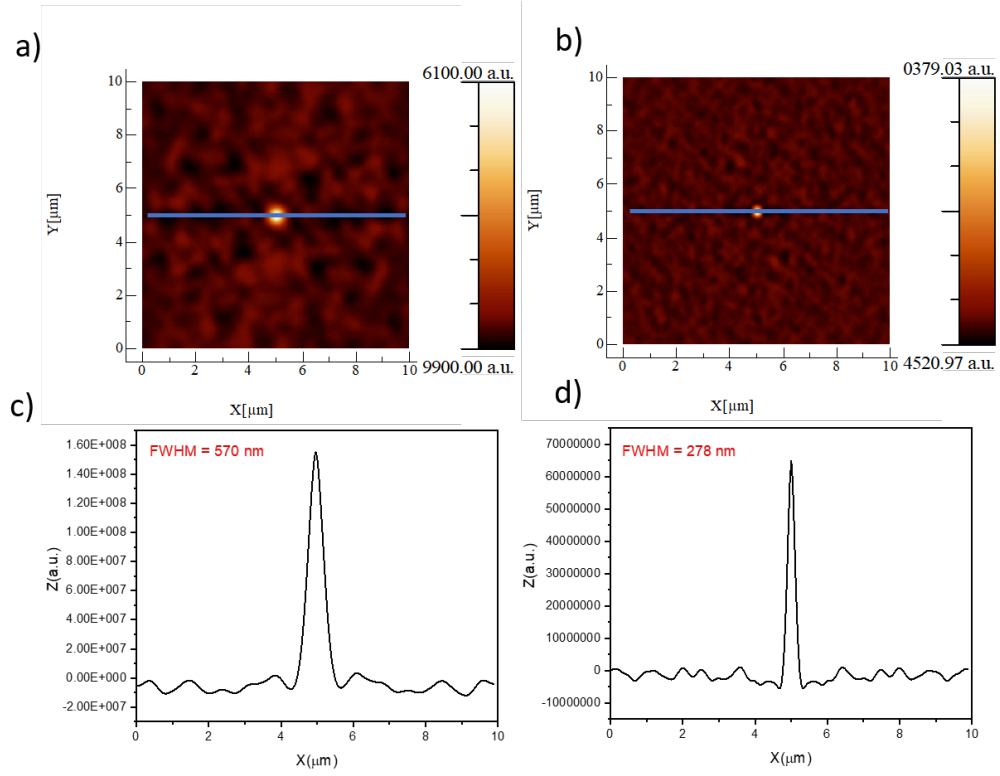 a)
6100.00 a.u.
10
8
6
4
2
0
Y[µm]
0 2 4 6 8 10
9900.00 a.u.
X[µm]
b)
0379.03 a.u.
10
8
6
4
2
0
Y[µm]
0 2 4 6 8 10
4520.97 a.u.
X[µm]
c)
FWHM = 570 nm
1.60E+008
1.40E+008
1.20E+008
1.00E+008
8.00E+007
6.00E+007
4.00E+007
2.00E+007
0.00E+000
-2.00E+007
Z(a.u.)
0 2 4 6 8 10
X(µm)
d)
FWHM = 278 nm
70000000
60000000
50000000
40000000
30000000
20000000
10000000
0
-10000000
Z(a.u.)
0 2 4 6 8 10
X(µm)